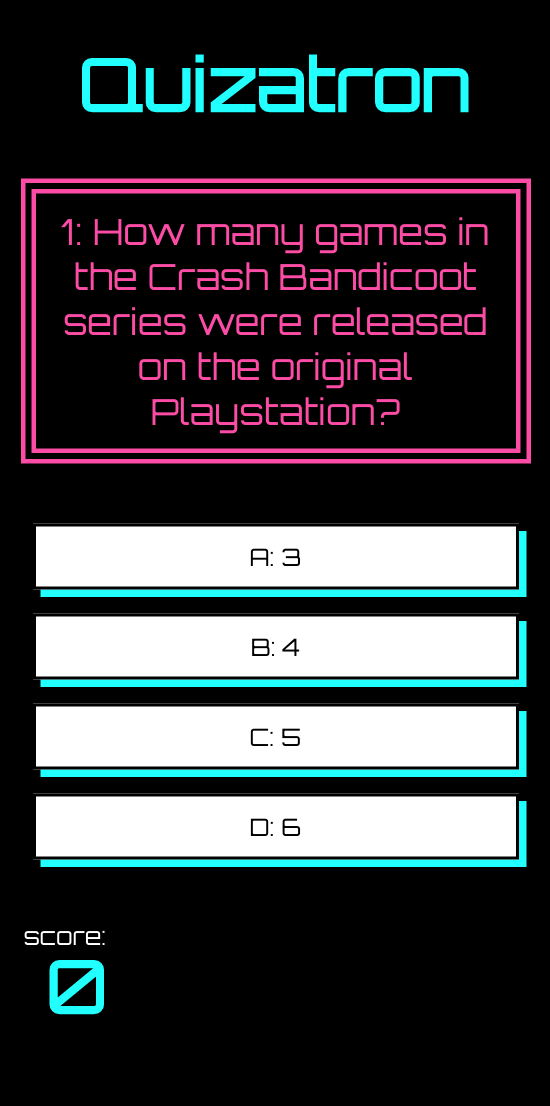 Quizatron
1: How many games in
the Crash Bandicoot
series were released
on the original
Playstation?
A: 3
B: 4
C: 5
D: 6
score:
0